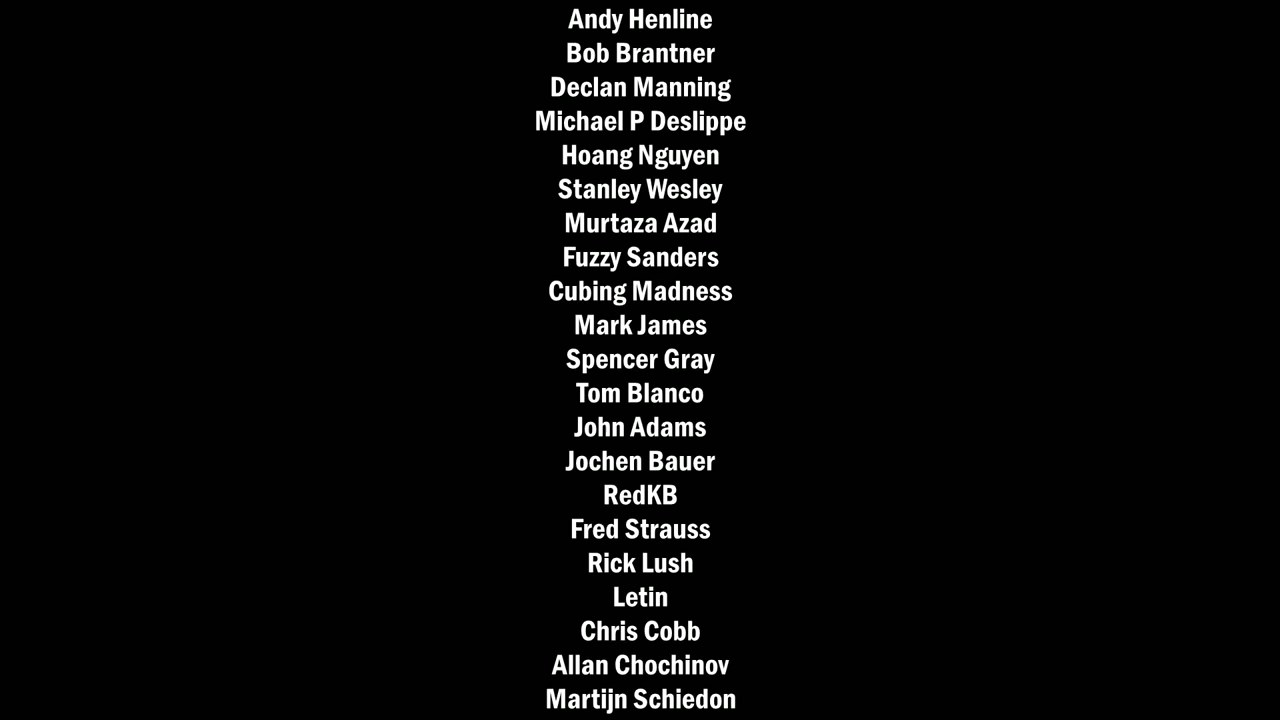 Andy Henline
Bob Brantner
Declan Manning
Michael P Deslippe
Hoang Nguyen
Stanley Wesley
Murtaza Azad
Fuzzy Sanders
Cubing Madness
Mark James
Spencer Gray
Tom Blanco
John Adams
Jochen Bauer
RedKB
Fred Strauss
Rick Lush
Letin
Chris Cobb
Allan Chochinov
Martijn Schiedon